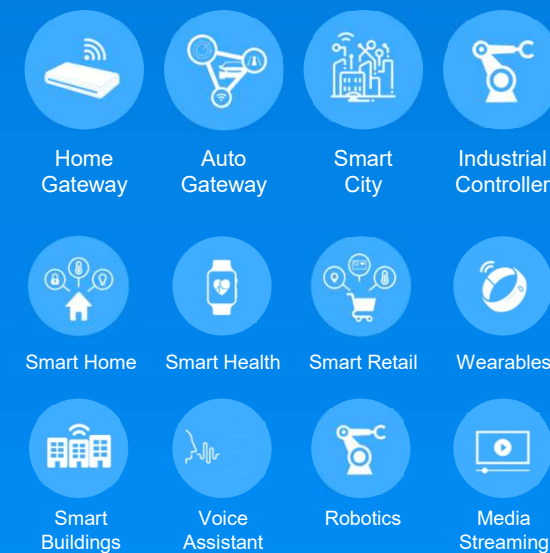 Home
Gateway
Auto
Gateway
Smart
City
Industrial
Controller
Smart Home
Smart Health
Smart Retail
Wearables
Smart
Buildings
Voice
Assistant
Robotics
Media
Streaming